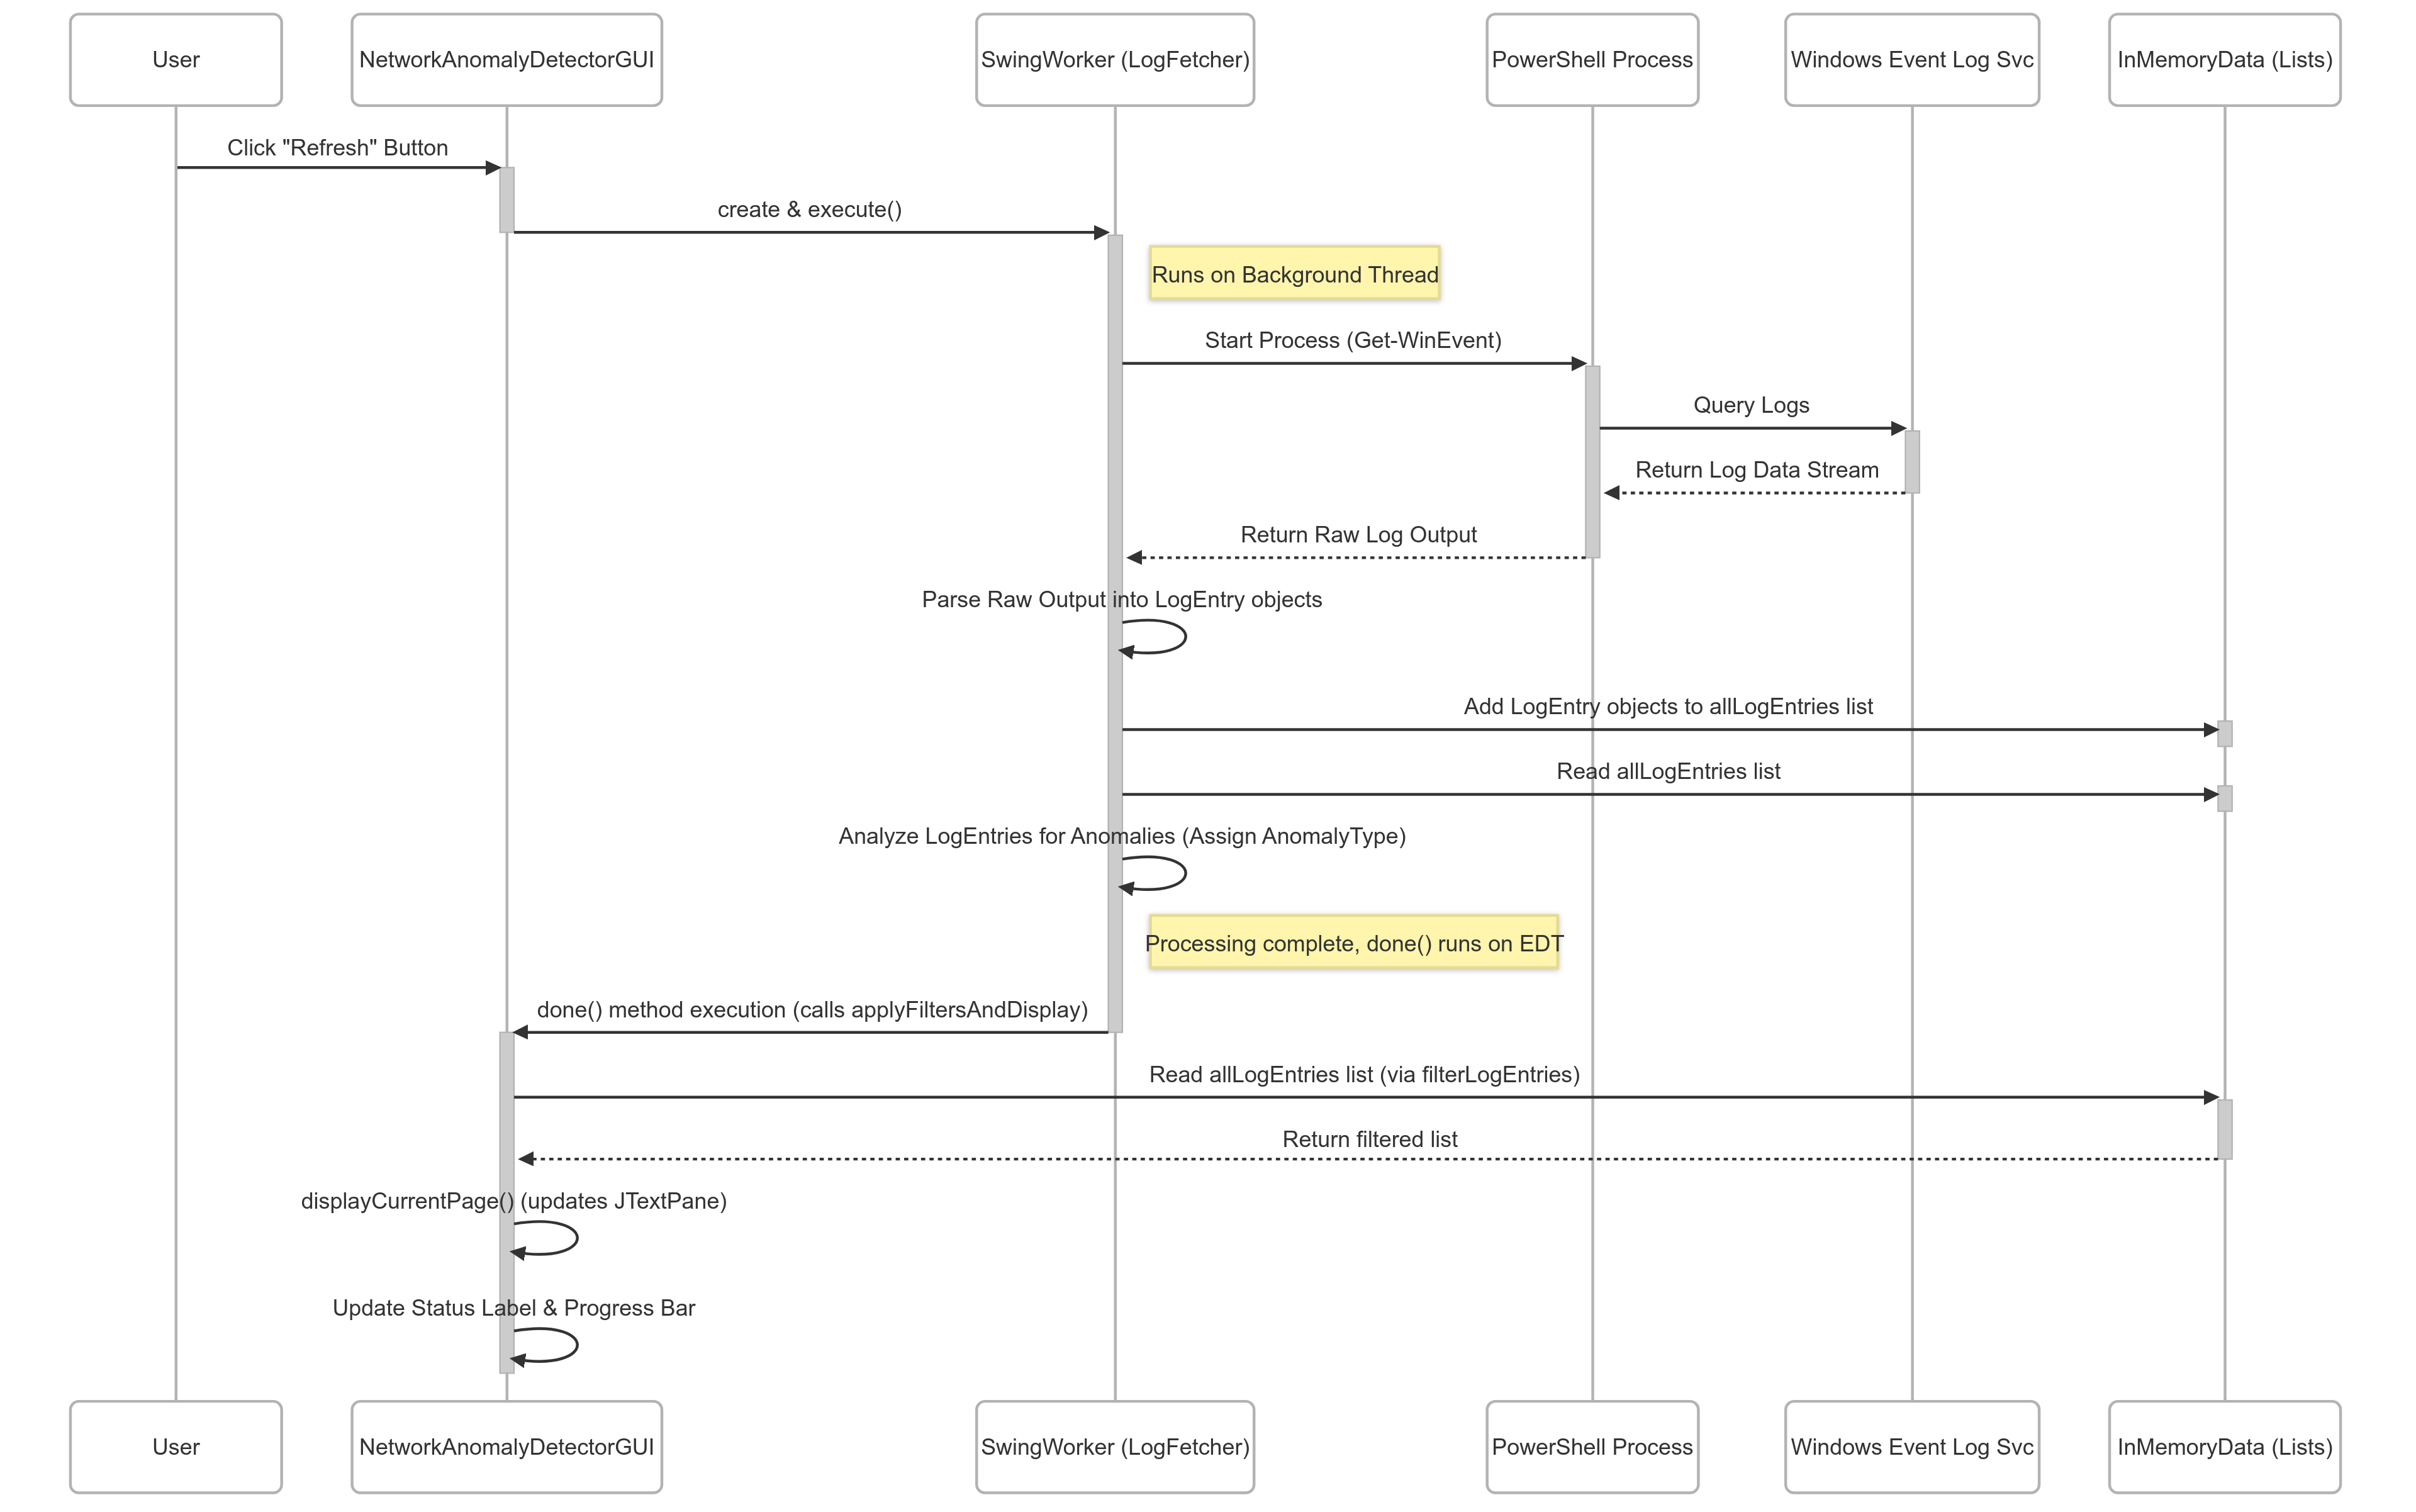 User
NetworkAnomalyDetectorGUI
SwingWorker (LogFetcher)
PowerShell Process
Windows Event Log Svc
InMemoryData (Lists)
Click "Refresh" Button
create & execute()
Runs on Background Thread
Start Process (Get-WinEvent)
Query Logs
Return Log Data Stream
Return Raw Log Output
Parse Raw Output into LogEntry objects
Add LogEntry objects to allLogEntries list
Read allLogEntries list
Analyze LogEntries for Anomalies (Assign AnomalyType)
Processing complete, done() runs on EDT
done() method execution (calls applyFiltersAndDisplay)
Read allLogEntries list (via filterLogEntries)
Return filtered list
displayCurrentPage() (updates JTextPane)
Update Status Label & Progress Bar
User
NetworkAnomalyDetectorGUI
SwingWorker (LogFetcher)
PowerShell Process
Windows Event Log Svc
InMemoryData (Lists)